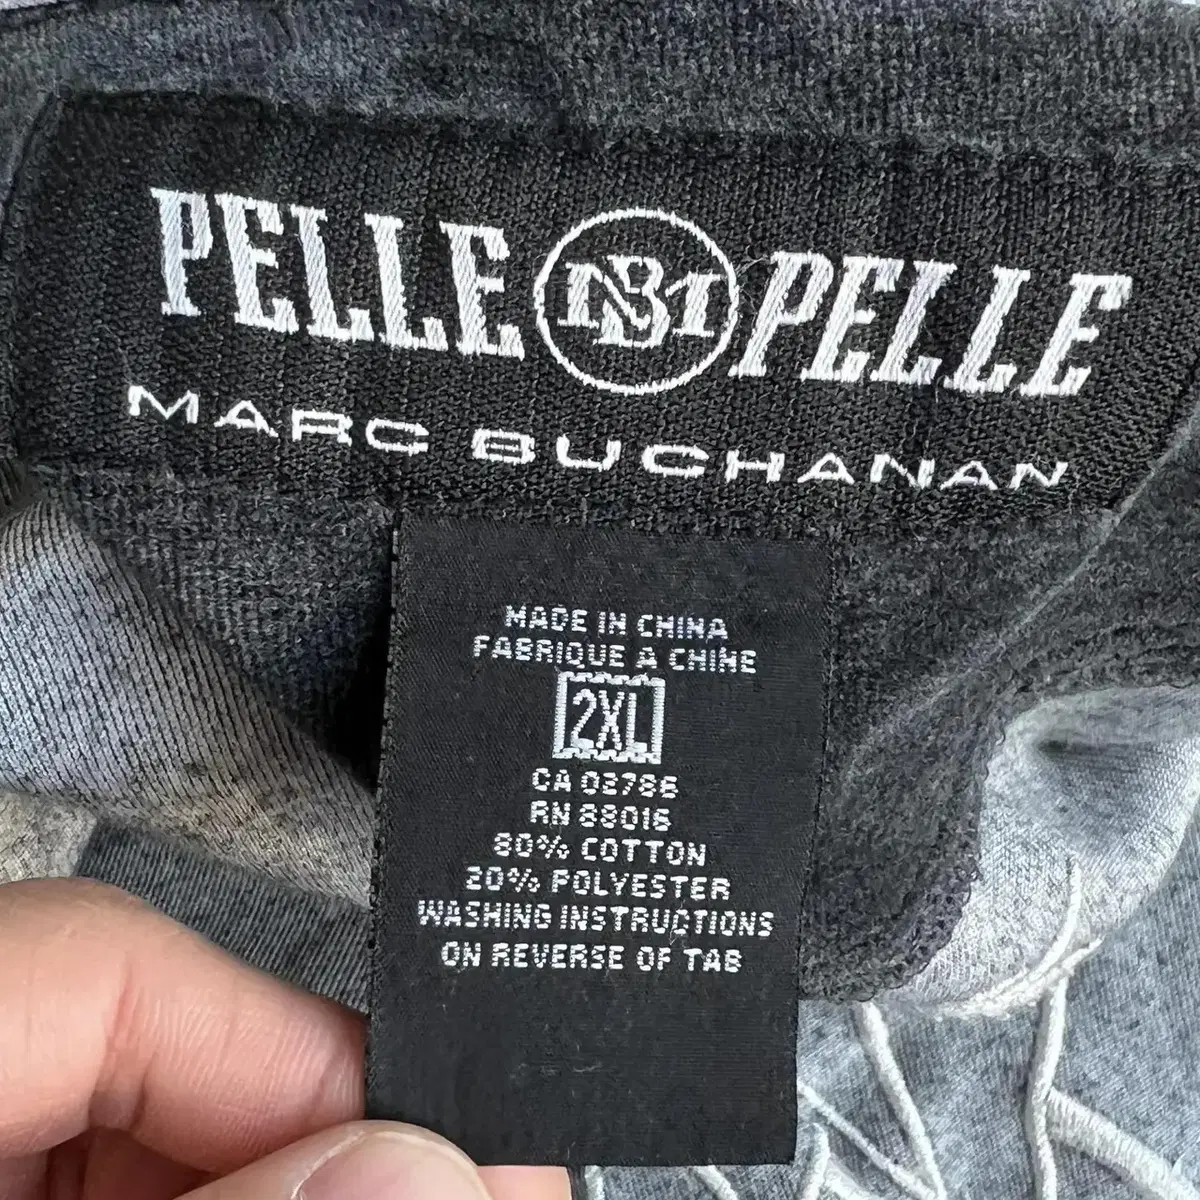 PELLE MB PELLE
MARC BUCHANAN
MADE IN CHINA
FABRIQUE A CHINE
2XL
CA 02786
RN 88016
80% COTTON
20% POLYESTER
WASHING INSTRUCTIONS
ON REVERSE OF TAB